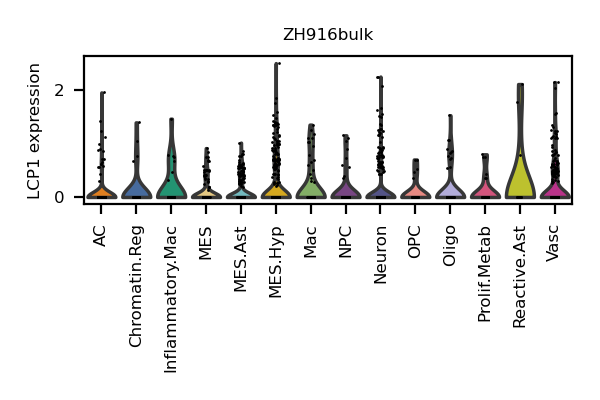 ZH916bulk
LCP1 expression
2
0
AC
Chromatin.Reg
Inflammatory.Mac
MES
MES.Ast
MES.Hyp
Mac
NPC
Neuron
OPC
Oligo
Prolif.Metab
Reactive.Ast
Vasc